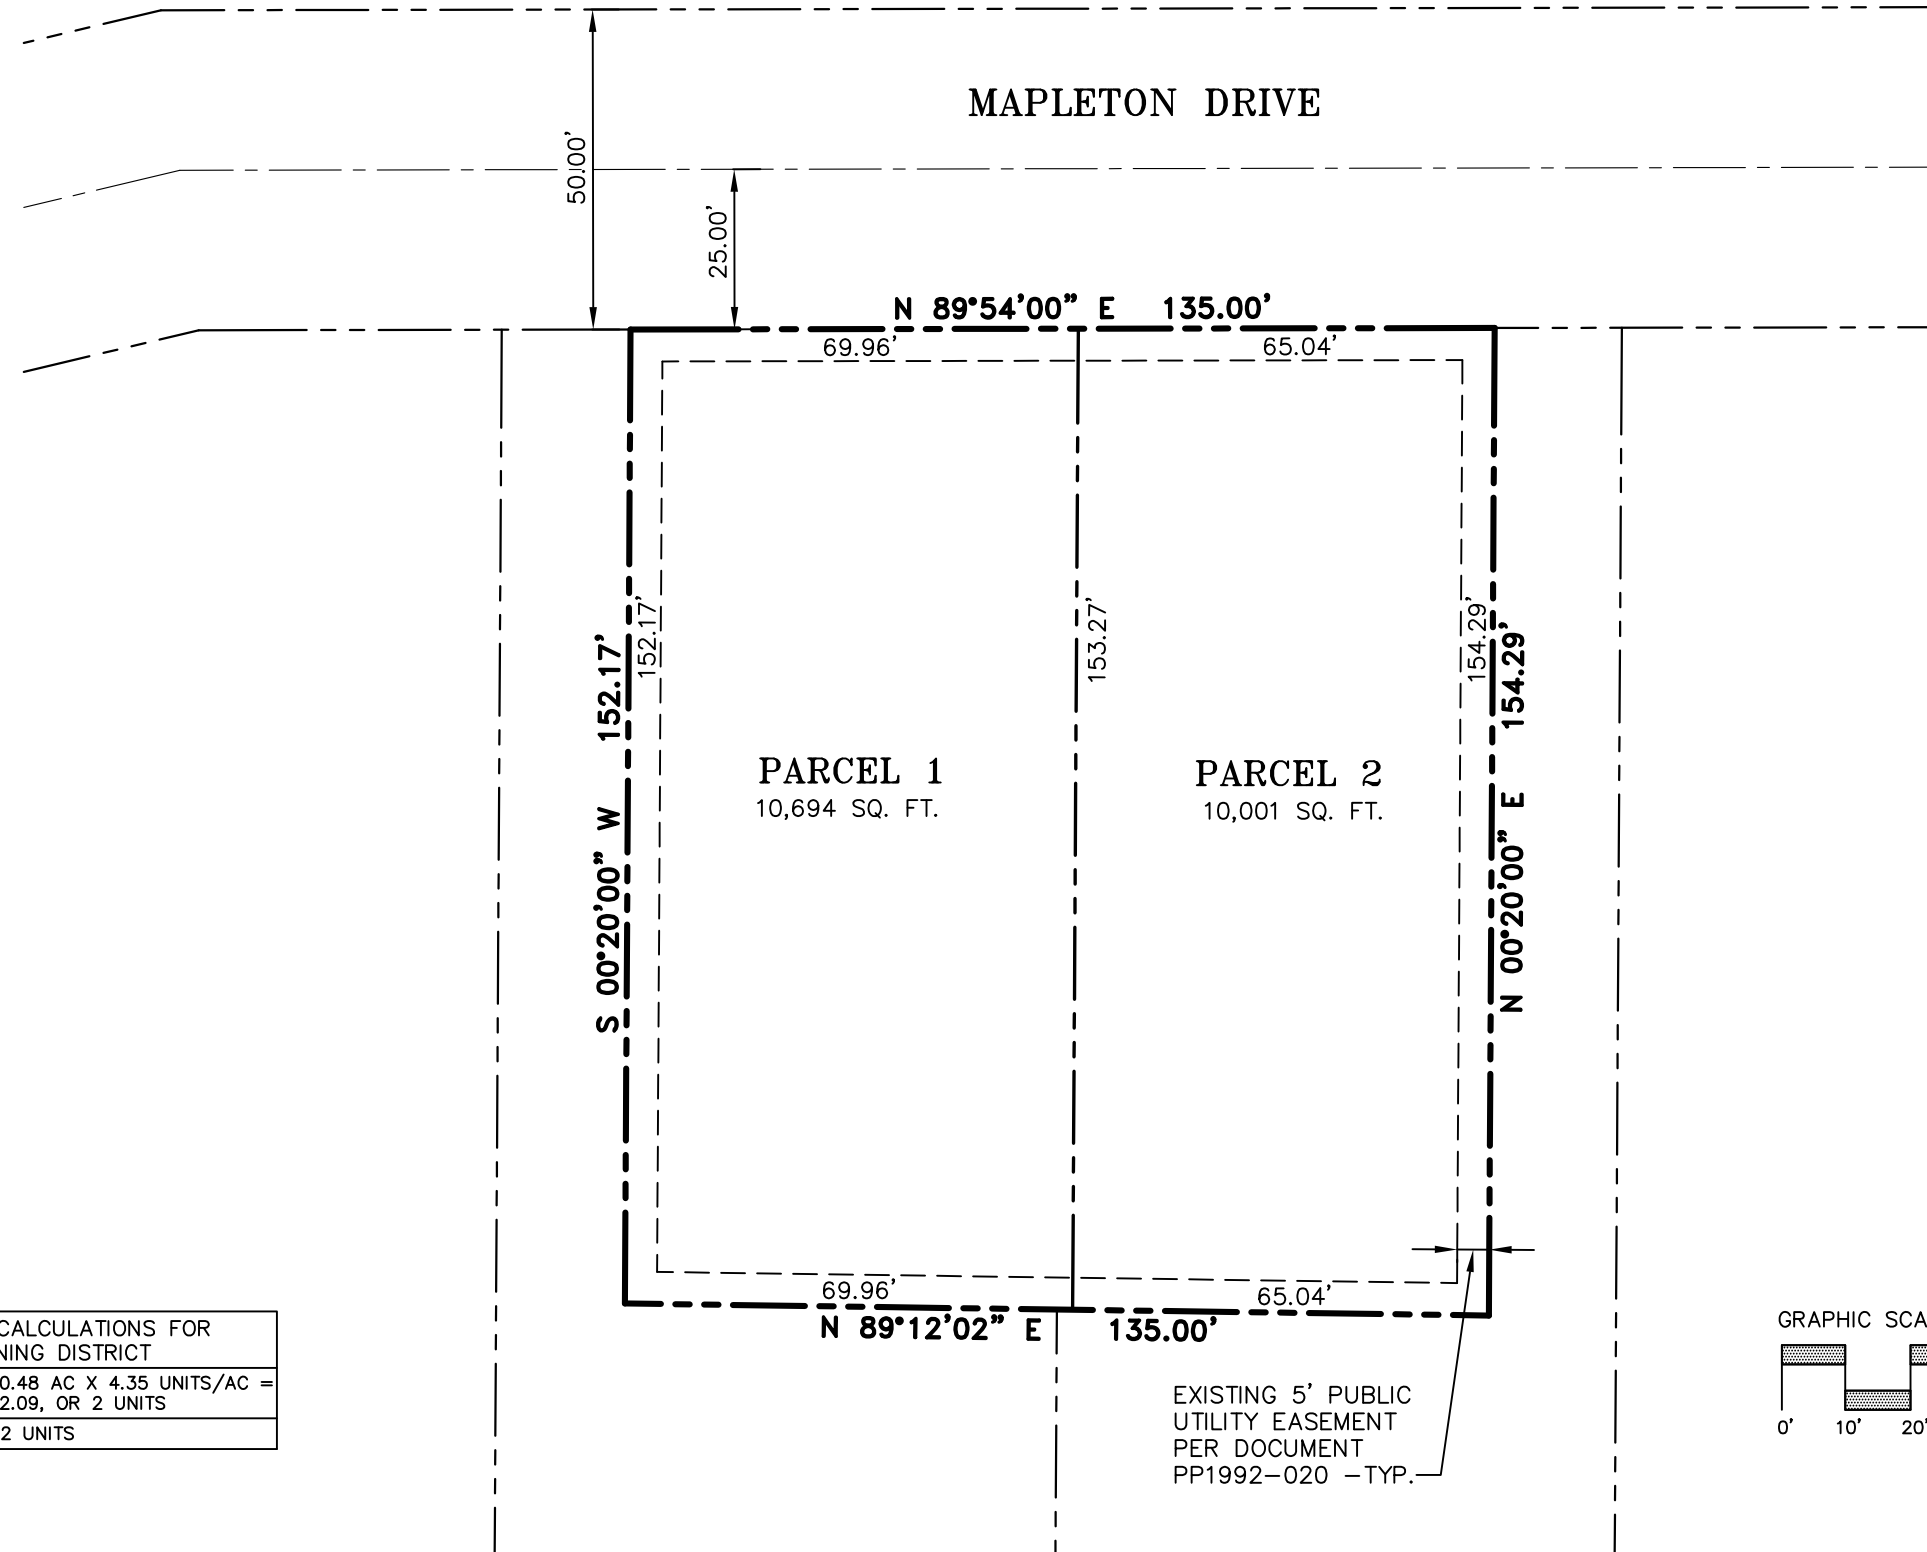 MAPLETON DRIVE
50.00'
25.00'
N 89°54'00" E 135.00'
69.96'
65.04'
152.17'
S 00°20'00" W 152.17'
153.27'
154.29'
N 00°20'00" E 154.29'
PARCEL 1
10,694 SQ. FT.
PARCEL 2
10,001 SQ. FT.
69.96'
65.04'
N 89°12'02" E 135.00'
EXISTING 5' PUBLIC
UTILITY EASEMENT
PER DOCUMENT
PP1992-020 -TYP.
CALCULATIONS FOR
NING DISTRICT
0.48 AC X 4.35 UNITS/AC =
2.09, OR 2 UNITS
2 UNITS
GRAPHIC SCA
0' 10' 20'